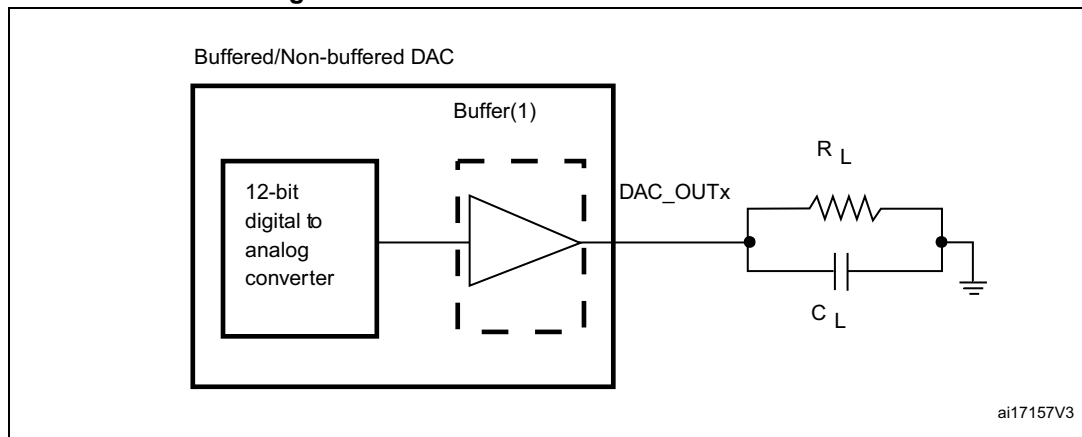 Buffered/Non-buffered DAC
Buffer(1)
12-bit
digital to
analog
converter
DAC_OUTx
R L
C L
ai17157V3